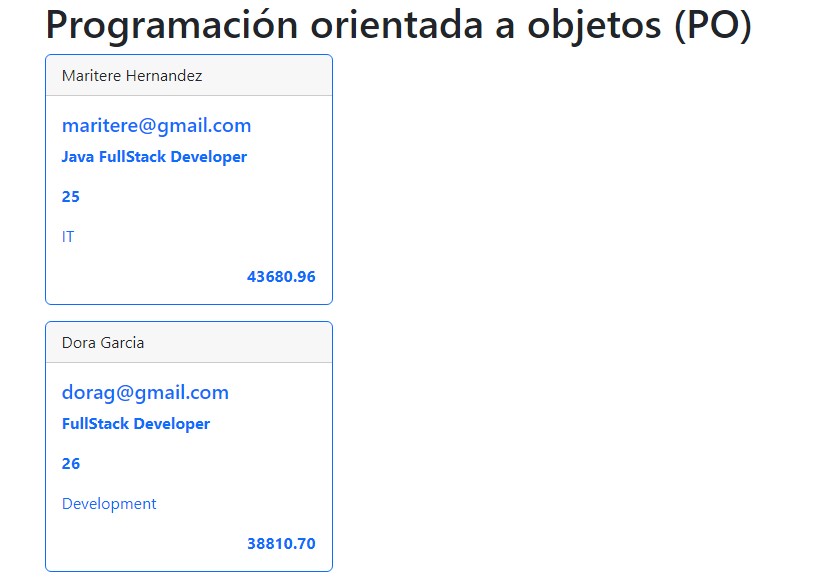 Programación orientada a objetos (PO)
Maritere Hernandez
maritere@gmail.com
Java FullStack Developer
25
IT
43680.96
Dora Garcia
dorag@gmail.com
FullStack Developer
26
Development
38810.70